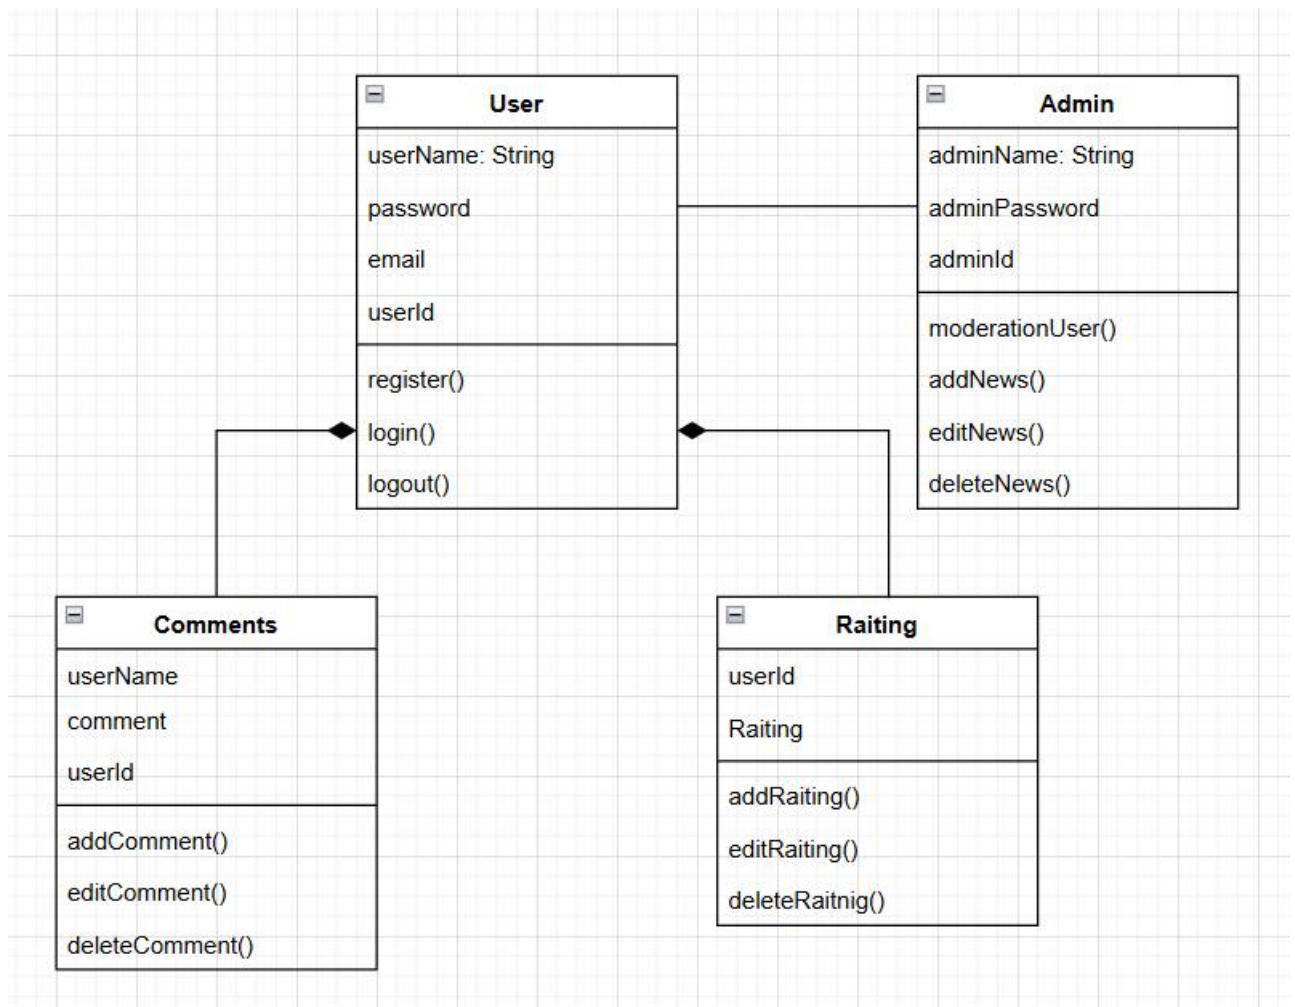 User
userName: String
password
email
userId
register()
login()
logout()
Admin
adminName: String
adminPassword
adminId
moderationUser()
addNews()
editNews()
deleteNews()
Comments
userName
comment
userId
addComment()
editComment()
deleteComment()
Raiting
userId
Raiting
addRaiting()
editRaiting()
deleteRaitnig()